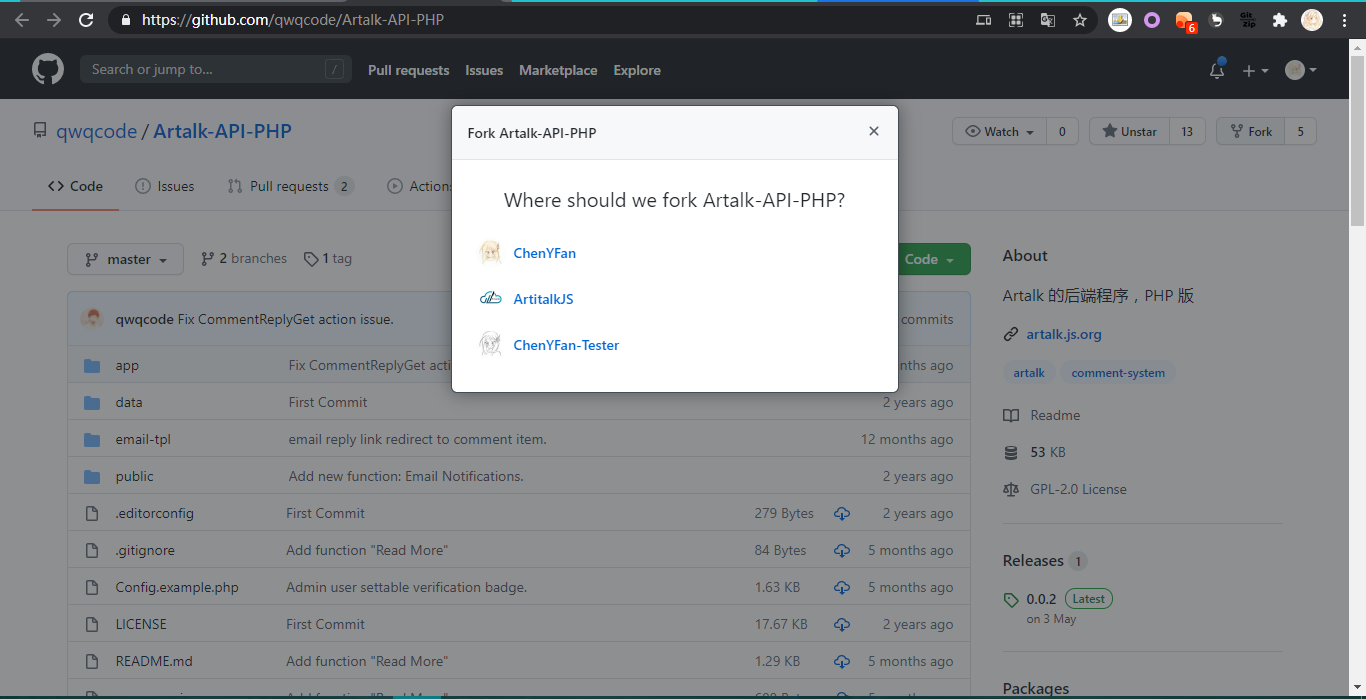 https://github.com/qwqcode/Artalk-API-PHP
6
Git Zip
Search or jump to... /
Pull requests Issues Marketplace Explore
qwqcode / Artalk-API-PHP
Watch 0 Unstar 13 Fork 5
Code Issues Pull requests 2 Actions
Fork Artalk-API-PHP
Where should we fork Artalk-API-PHP?
ChenYFan
ArtitalkJS
ChenYFan-Tester
master 2 branches 1 tag Code
qwqcode Fix CommentReplyGet action issue. commits
app Fix CommentReplyGet acti
data First Commit 2 years ago
email-tpl email reply link redirect to comment item. 12 months ago
public Add new function: Email Notifications. 2 years ago
.editorconfig First Commit 279 Bytes 2 years ago
.gitignore Add function "Read More" 84 Bytes 5 months ago
Config.example.php Admin user settable verification badge. 1.63 KB 5 months ago
LICENSE First Commit 17.67 KB 2 years ago
README.md Add function "Read More" 1.29 KB 5 months ago
About
Artalk 的后端程序，PHP 版
artalk.js.org
artalk comment-system
Readme
53 KB
GPL-2.0 License
Releases 1
0.0.2 Latest
on 3 May
Packages